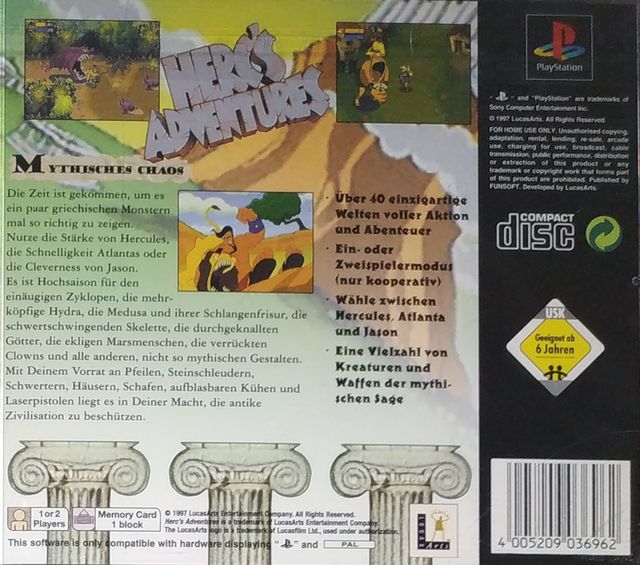 HERC'S
ADVENTURES
MYTHISCHES CHAOS
Die Zeit ist gekommen, um es
ein paar griechischen Monstern
mal so richtig zu zeigen.
Nutze die Stärke von Hercules,
die Schnelligkeit Atlantas oder
die Cleverness von Jason.
Es ist Hochsaison für den
einäugigen Zyklopen, die mehr-
köpfige Hydra, die Medusa und ihrer Schlangenfrisur, die
schwertschwingenden Skelette, die durchgeknallten
Götter, die ekligen Marsmenschen, die verrückten
Clowns und alle anderen, nicht so mythischen Gestalten.
Mit Deinem Vorrat an Pfeilen, Steinschleudern,
Schwertern, Häusern, Schafen, aufblasbaren Kühen und
Laserpistolen liegt es in Deiner Macht, die antike
Zivilisation zu beschützen.
· Über 40 einzigartige
Welten voller Aktion
und Abenteuer
· Ein- oder
Zweispielermodus
(nur kooperativ)
· Wähle zwischen
Hercules, Atlanta
und Jason
· Eine Vielzahl von
Kreaturen und
Waffen der mythi-
schen Sage
1 or 2
Players
Memory Card
1 block
© 1997 LucasArts Entertainment Company. All Rights Reserved.
Herc's Adventures is a trademark of LucasArts Entertainment Company.
The LucasArts logo is a trademark of Lucasfilm Ltd., used under authorization.
This software is only compatible with hardware displaying " " and PAL
LUCAS
Arts
PlayStation
" " and "PlayStation" are trademarks of
Sony Computer Entertainment Inc.
© 1997 LucasArts. All Rights Reserved.
FOR HOME USE ONLY. Unauthorised copying,
adaptation, rental, lending, re-sale, arcade
use, charging for use, broadcast, cable
transmission, public performance, distribution
or extraction of this product or any
trademark or copyright work that forms part
of this product are prohibited. Published by
FUNSOFT. Developed by LucasArts.
COMPACT
disc
USK
Geeignet ab
6 Jahren
4 005209 036962